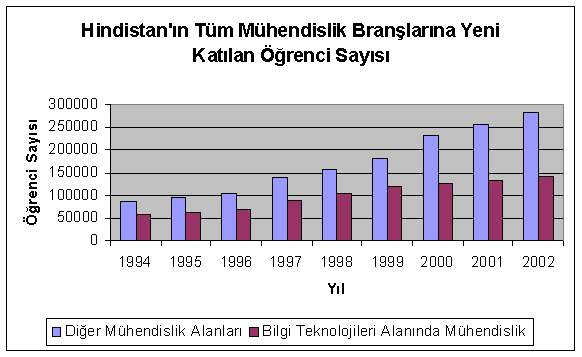 Hindistan'ın Tüm Mühendislik Branşlarına Yeni
Katılan Öğrenci Sayısı
300000
250000
200000
150000
100000
50000
0
Öğrenci Sayısı
1994 1995 1996 1997 1998 1999 2000 2001 2002
Yıl
Diğer Mühendislik Alanları Bilgi Teknolojileri Alanında Mühendislik